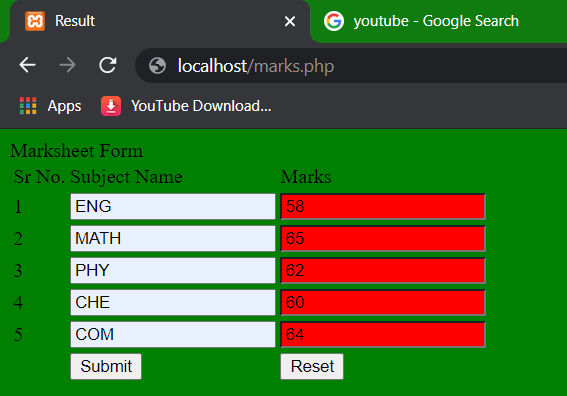 Result
youtube - Google Search
localhost/marks.php
Apps
YouTube Download...
Marksheet Form
Sr No. Subject Name Marks
1 ENG 58
2 MATH 65
3 PHY 62
4 CHE 60
5 COM 64
Submit Reset